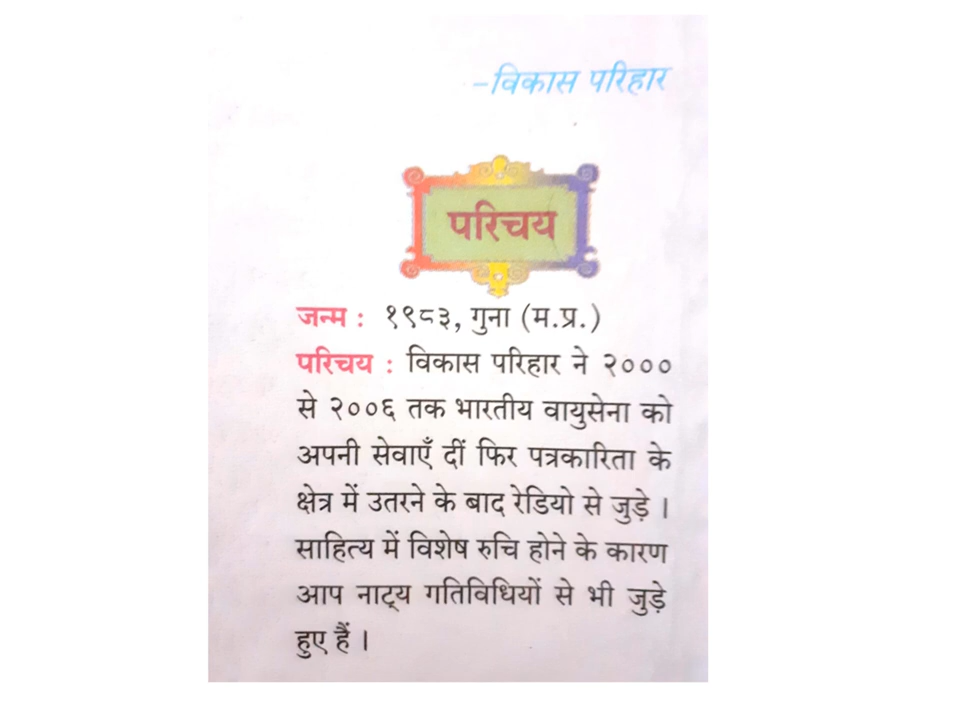 –विकास परिहार
परिचय
जन्म : १९८३, गुना (म.प्र.)
परिचय : विकास परिहार ने २०००
से २००६ तक भारतीय वायुसेना को
अपनी सेवाएँ दीं फिर पत्रकारिता के
क्षेत्र में उतरने के बाद रेडियो से जुड़े ।
साहित्य में विशेष रुचि होने के कारण
आप नाट्य गतिविधियों से भी जुड़े
हुए हैं ।